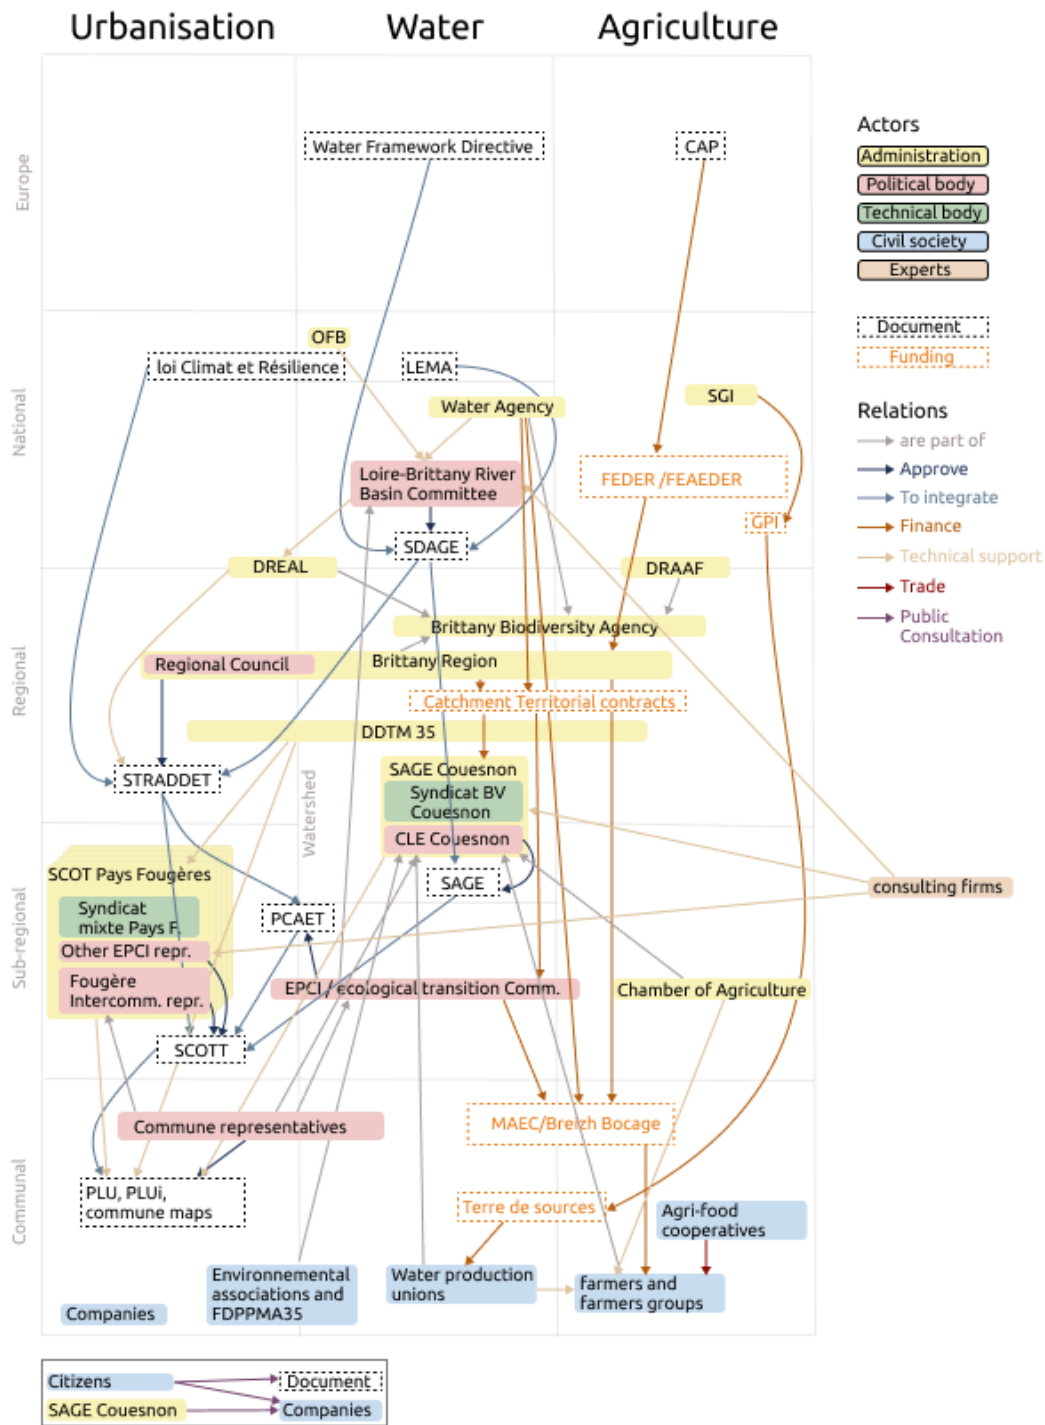 Urbanisation
Water
Agriculture
Europe
Water Framework Directive
CAP
Actors
Administration
Political body
Technical body
Civil society
Experts
Document
Funding
Relations
are part of
Approve
To integrate
Finance
Technical support
Trade
Public
Consultation
National
OFB
loi Climat et Résilience
LEMA
SGI
Water Agency
Loire-Brittany River
Basin Committee
FEDER /FEAEDER
GPI
SDAGE
DREAL
DRAAF
Regional
Brittany Biodiversity Agency
Regional Council
Brittany Region
Catchment Territorial contracts
DDTM 35
STRADDET
Watershed
SAGE Couesnon
Syndicat BV
Couesnon
CLE Couesnon
Sub-regional
SCOT Pays Fougères
Syndicat
mixte Pays F.
Other EPCI repr.
Fougère
Intercomm. repr.
SAGE
consulting firms
PCAET
EPCI / ecological transition Comm.
Chamber of Agriculture
SCOTT
Communal
Commune representatives
MAEC/Breizh Bocage
PLU, PLUi,
commune maps
Terre de sources
Agri-food
cooperatives
Environnemental
associations and
FDPPMA35
Water production
unions
farmers and
farmers groups
Companies
Citizens
Document
SAGE Couesnon
Companies